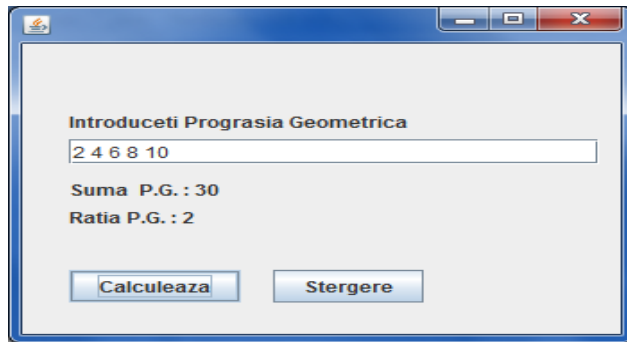 Introduceti Prograsia Geometrica
2 4 6 8 10
Suma P.G. : 30
Ratia P.G. : 2
Calculeaza Stergere